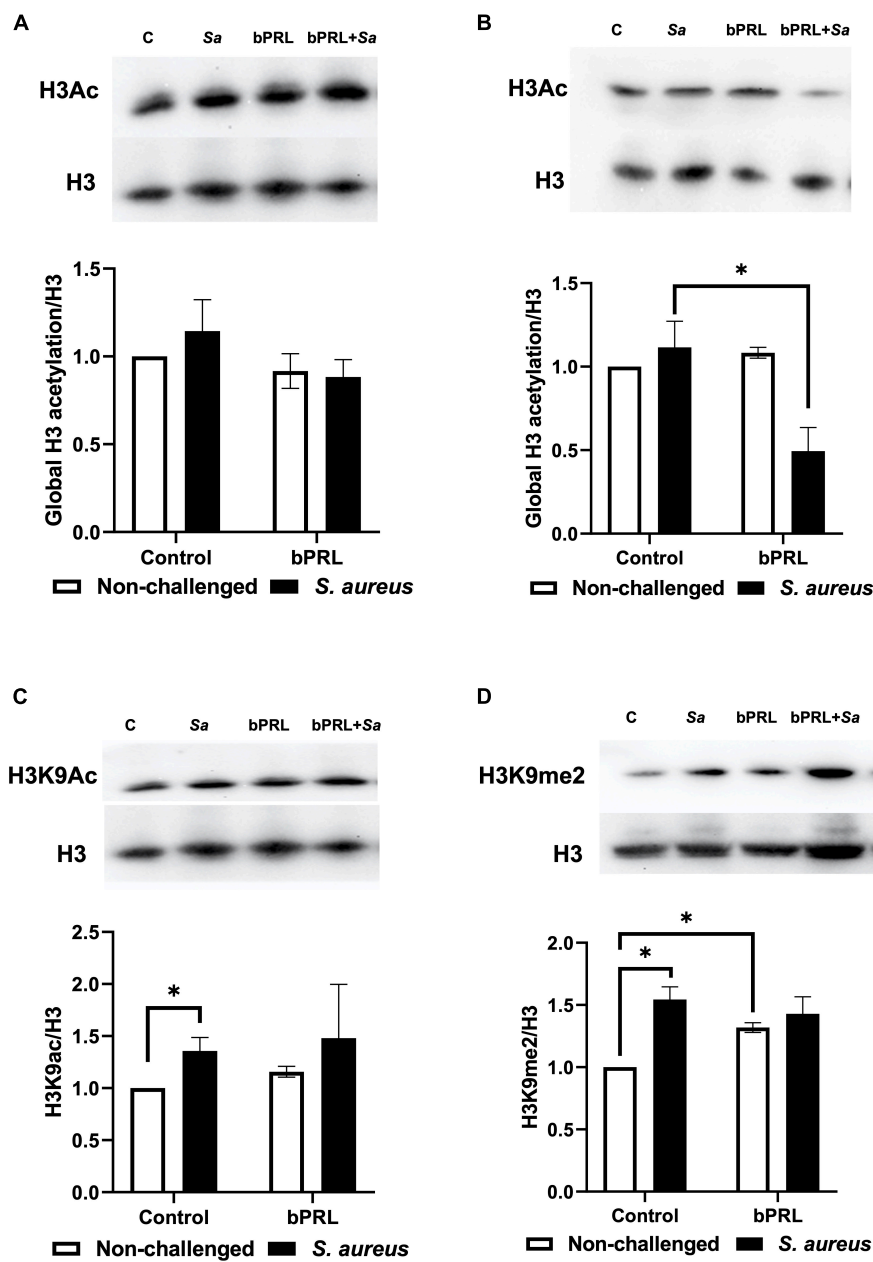 A
C Sa bPRL bPRL+Sa
H3Ac
H3
Global H3 acetylation/H3
1.5
1.0
0.5
0.0
Control bPRL
Non-challenged S. aureus
B
C Sa bPRL bPRL+Sa
H3Ac
H3
Global H3 acetylation/H3
1.5
1.0
0.5
0.0
*
Control bPRL
Non-challenged S. aureus
C
C Sa bPRL bPRL+Sa
H3K9Ac
H3
H3K9ac/H3
2.5
2.0
1.5
1.0
0.5
0.0
*
Control bPRL
Non-challenged S. aureus
D
C Sa bPRL bPRL+Sa
H3K9me2
H3
H3K9me2/H3
2.0
1.5
1.0
0.5
0.0
*
*
Control bPRL
Non-challenged S. aureus